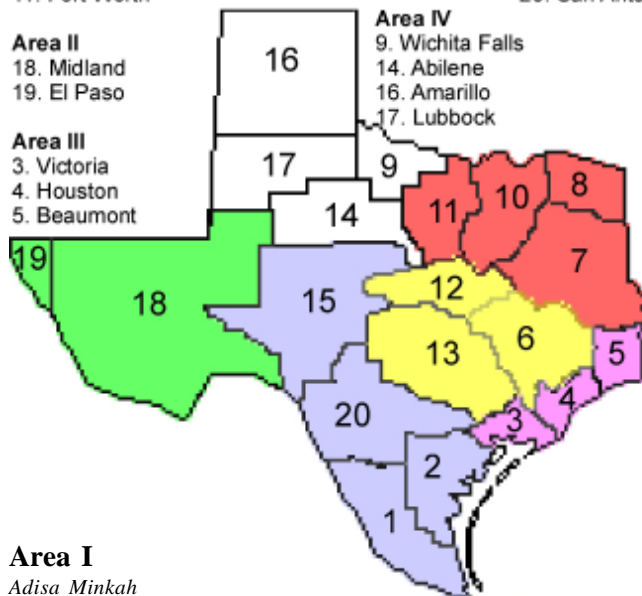 Area IV
9. Wichita Falls
14. Abilene
16. Amarillo
17. Lubbock
Area II
18. Midland
19. El Paso
Area III
3. Victoria
4. Houston
5. Beaumont
16
17
9
8
10
11
14
7
19
18
15
12
6
5
13
4
3
20
2
1
Area I
Adisa Minkah